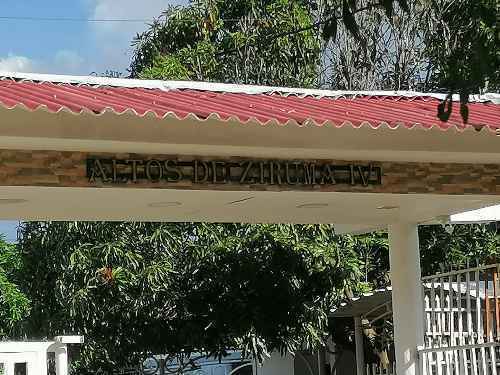 ALTOS DE ZIRUMA IV